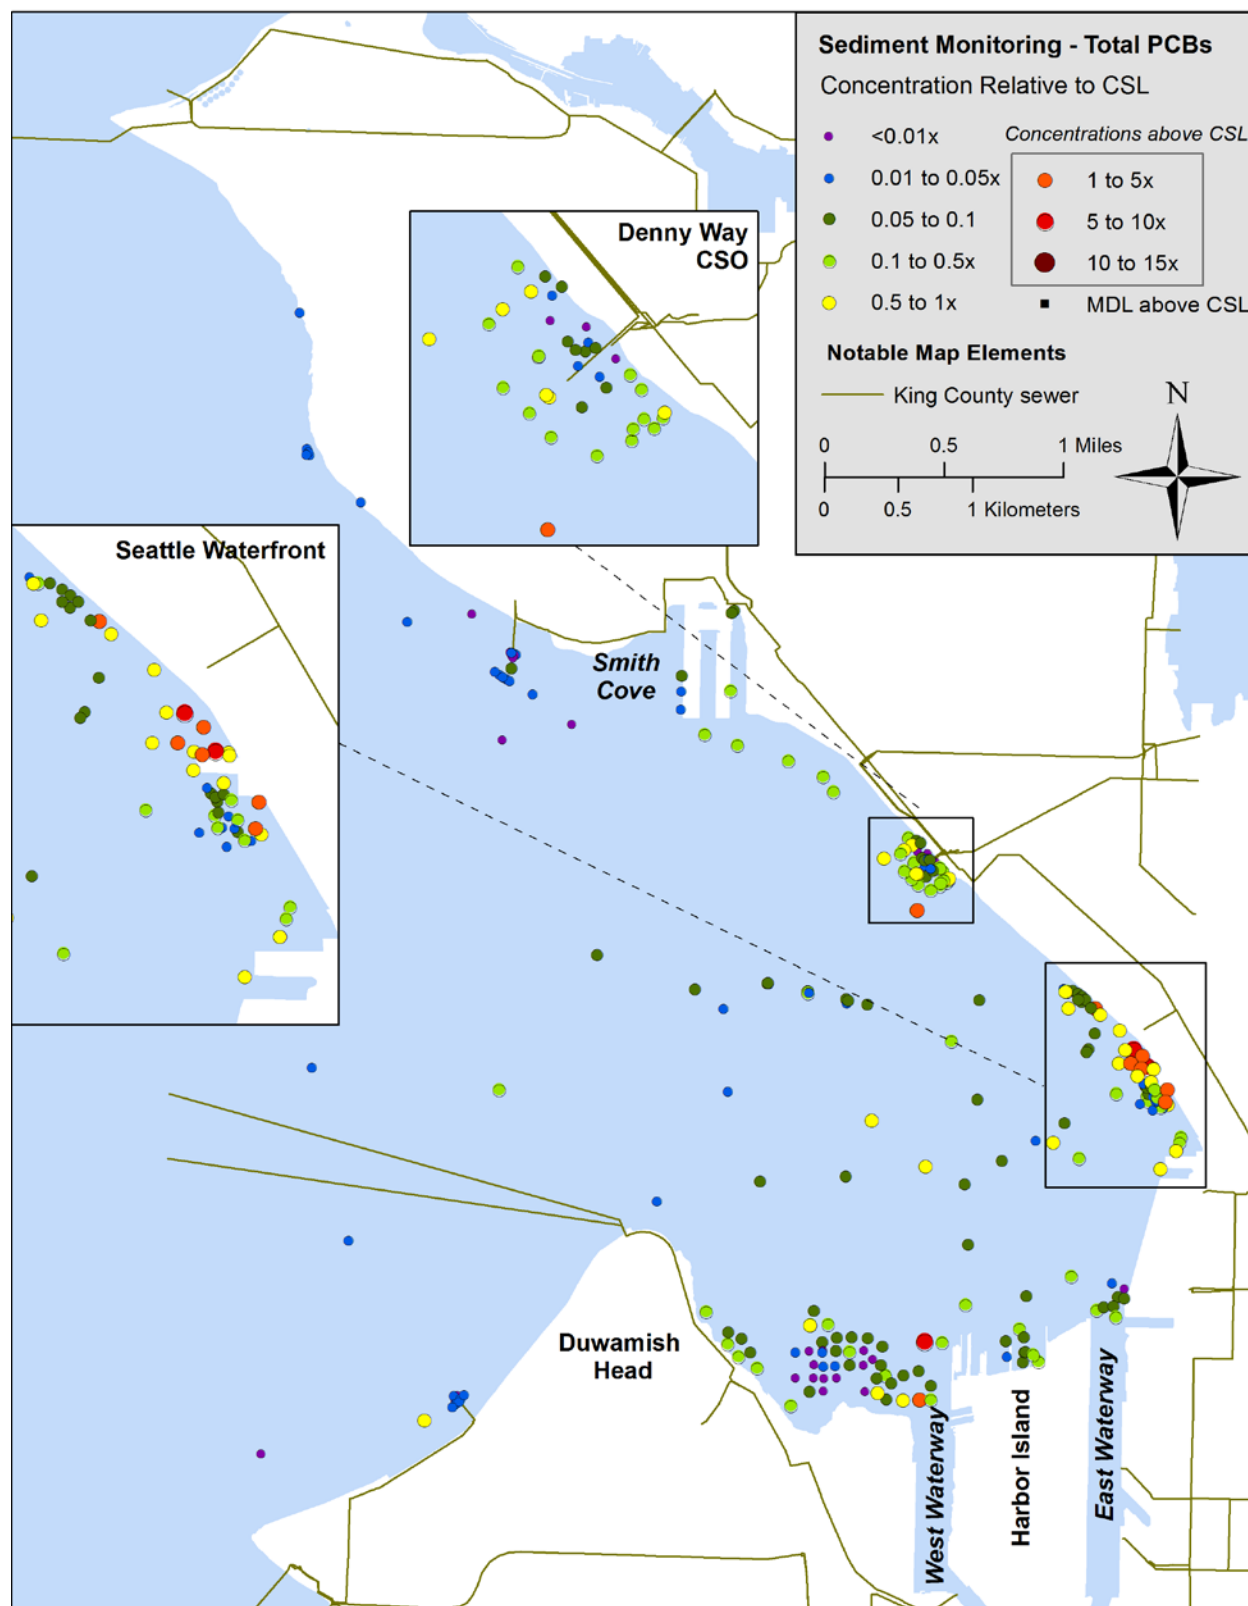 Sediment Monitoring - Total PCBs
Concentration Relative to CSL
<0.01x
0.01 to 0.05x
0.05 to 0.1
0.1 to 0.5x
0.5 to 1x
Concentrations above CSL
1 to 5x
5 to 10x
10 to 15x
MDL above CSL
Notable Map Elements
King County sewer
N
0 0.5 1 Miles
0 0.5 1 Kilometers
Denny Way
CSO
Seattle Waterfront
Smith
Cove
Duwamish
Head
West Waterway
Harbor Island
East Waterway